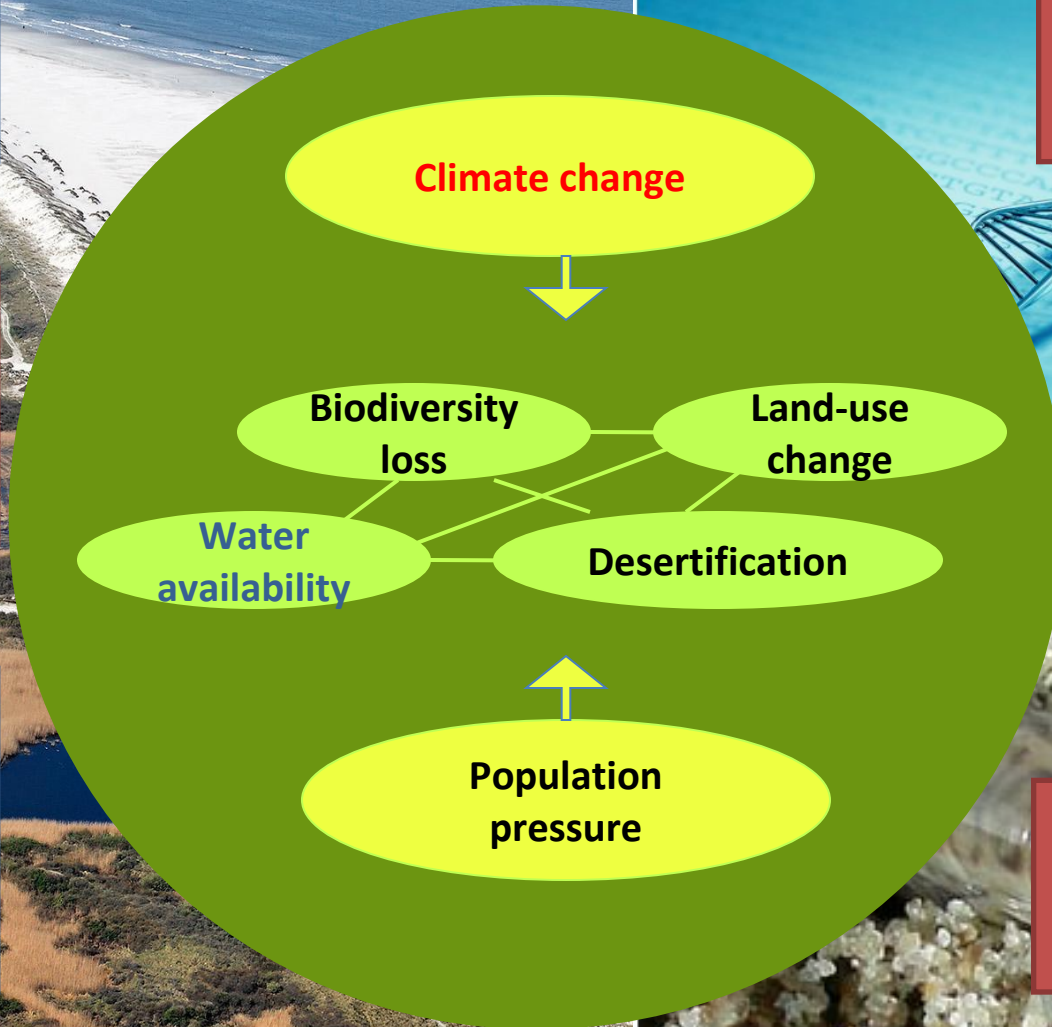 Climate change
Biodiversity
loss
Land-use
change
Water
availability
Desertification
Population
pressure